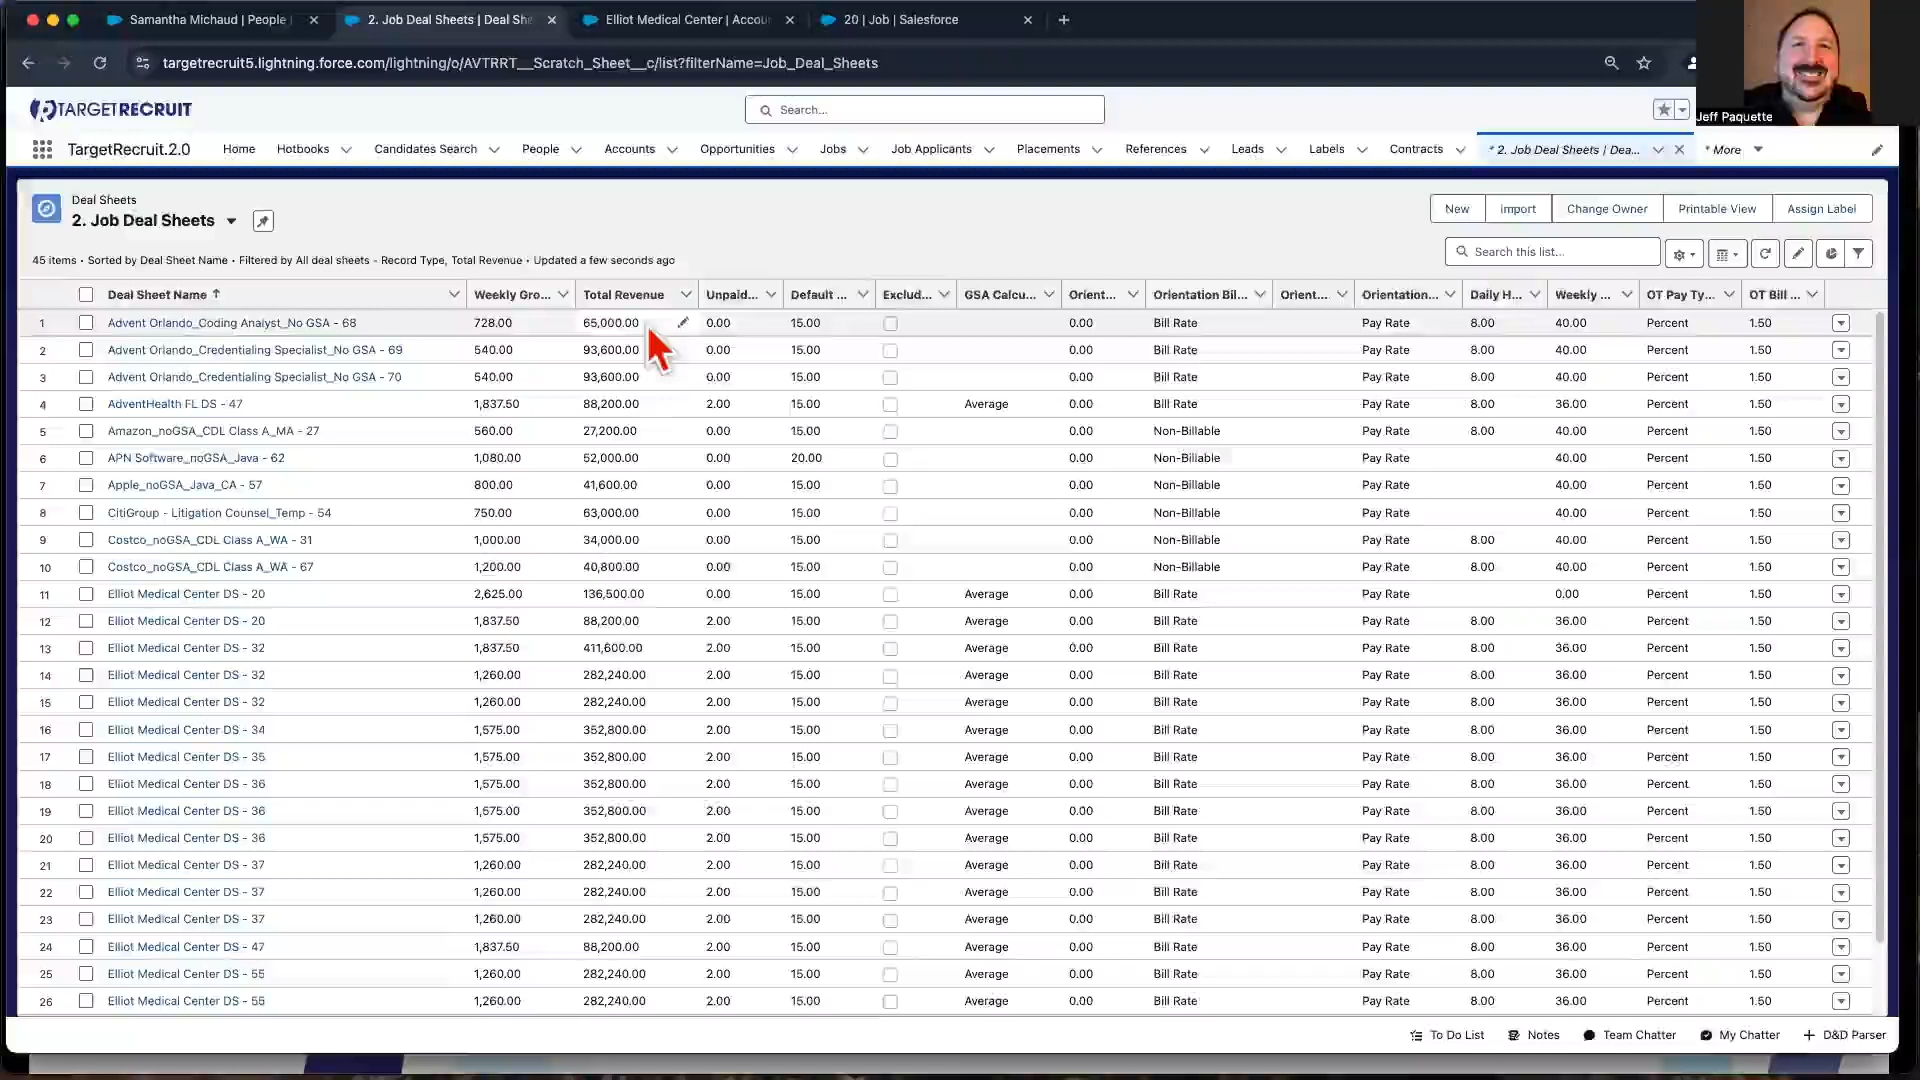 Samantha Michaud | People |
2. Job Deal Sheets | Deal She
Elliot Medical Center | Accou
20 | Job | Salesforce
targetrecruit5.lightning.force.com/lightning/o/AVTRRT__Scratch_Sheet__c/list?filterName=Job_Deal_Sheets
Jeff Paquette
TARGETRECRUIT
Search...
TargetRecruit.2.0 Home Hotbooks Candidates Search People Accounts Opportunities Jobs Job Applicants Placements References Leads Labels Contracts * 2. Job Deal Sheets | Dea... * More
Deal Sheets
2. Job Deal Sheets
New Import Change Owner Printable View Assign Label
45 items • Sorted by Deal Sheet Name • Filtered by All deal sheets - Record Type, Total Revenue • Updated a few seconds ago
Search this list...
Deal Sheet Name ↑ Weekly Gro... Total Revenue Unpaid... Default ... Exclud... GSA Calcu... Orient... Orientation Bil... Orient... Orientation... Daily H... Weekly ... OT Pay Ty... OT Bill ...
1 Advent Orlando_Coding Analyst_No GSA - 68 728.00 65,000.00 0.00 15.00 0.00 Bill Rate Pay Rate 8.00 40.00 Percent 1.50
2 Advent Orlando_Credentialing Specialist_No GSA - 69 540.00 93,600.00 0.00 15.00 0.00 Bill Rate Pay Rate 8.00 40.00 Percent 1.50
3 Advent Orlando_Credentialing Specialist_No GSA - 70 540.00 93,600.00 0.00 15.00 0.00 Bill Rate Pay Rate 8.00 40.00 Percent 1.50
4 AdventHealth FL DS - 47 1,837.50 88,200.00 2.00 15.00 Average 0.00 Bill Rate Pay Rate 8.00 36.00 Percent 1.50
5 Amazon_noGSA_CDL Class A_MA - 27 560.00 27,200.00 0.00 15.00 0.00 Non-Billable Pay Rate 8.00 40.00 Percent 1.50
6 APN Software_noGSA_Java - 62 1,080.00 52,000.00 0.00 20.00 0.00 Non-Billable Pay Rate 40.00 Percent 1.50
7 Apple_noGSA_Java_CA - 57 800.00 41,600.00 0.00 15.00 0.00 Non-Billable Pay Rate 40.00 Percent 1.50
8 CitiGroup - Litigation Counsel_Temp - 54 750.00 63,000.00 0.00 15.00 0.00 Non-Billable Pay Rate 40.00 Percent 1.50
9 Costco_noGSA_CDL Class A_WA - 31 1,000.00 34,000.00 0.00 15.00 0.00 Non-Billable Pay Rate 8.00 40.00 Percent 1.50
10 Costco_noGSA_CDL Class A_WA - 67 1,200.00 40,800.00 0.00 15.00 0.00 Non-Billable Pay Rate 8.00 40.00 Percent 1.50
11 Elliot Medical Center DS - 20 2,625.00 136,500.00 0.00 15.00 Average 0.00 Bill Rate Pay Rate 0.00 Percent 1.50
12 Elliot Medical Center DS - 20 1,837.50 88,200.00 2.00 15.00 Average 0.00 Bill Rate Pay Rate 8.00 36.00 Percent 1.50
13 Elliot Medical Center DS - 32 1,837.50 411,600.00 2.00 15.00 Average 0.00 Bill Rate Pay Rate 8.00 36.00 Percent 1.50
14 Elliot Medical Center DS - 32 1,260.00 282,240.00 2.00 15.00 Average 0.00 Bill Rate Pay Rate 8.00 36.00 Percent 1.50
15 Elliot Medical Center DS - 32 1,260.00 282,240.00 2.00 15.00 Average 0.00 Bill Rate Pay Rate 8.00 36.00 Percent 1.50
16 Elliot Medical Center DS - 34 1,575.00 352,800.00 2.00 15.00 Average 0.00 Bill Rate Pay Rate 8.00 36.00 Percent 1.50
17 Elliot Medical Center DS - 35 1,575.00 352,800.00 2.00 15.00 Average 0.00 Bill Rate Pay Rate 8.00 36.00 Percent 1.50
18 Elliot Medical Center DS - 36 1,575.00 352,800.00 2.00 15.00 Average 0.00 Bill Rate Pay Rate 8.00 36.00 Percent 1.50
19 Elliot Medical Center DS - 36 1,575.00 352,800.00 2.00 15.00 Average 0.00 Bill Rate Pay Rate 8.00 36.00 Percent 1.50
20 Elliot Medical Center DS - 36 1,575.00 352,800.00 2.00 15.00 Average 0.00 Bill Rate Pay Rate 8.00 36.00 Percent 1.50
21 Elliot Medical Center DS - 37 1,260.00 282,240.00 2.00 15.00 Average 0.00 Bill Rate Pay Rate 8.00 36.00 Percent 1.50
22 Elliot Medical Center DS - 37 1,260.00 282,240.00 2.00 15.00 Average 0.00 Bill Rate Pay Rate 8.00 36.00 Percent 1.50
23 Elliot Medical Center DS - 37 1,260.00 282,240.00 2.00 15.00 Average 0.00 Bill Rate Pay Rate 8.00 36.00 Percent 1.50
24 Elliot Medical Center DS - 47 1,837.50 88,200.00 2.00 15.00 Average 0.00 Bill Rate Pay Rate 8.00 36.00 Percent 1.50
25 Elliot Medical Center DS - 55 1,260.00 282,240.00 2.00 15.00 Average 0.00 Bill Rate Pay Rate 8.00 36.00 Percent 1.50
26 Elliot Medical Center DS - 55 1,260.00 282,240.00 2.00 15.00 Average 0.00 Bill Rate Pay Rate 8.00 36.00 Percent 1.50
To Do List Notes Team Chatter My Chatter D&D Parser